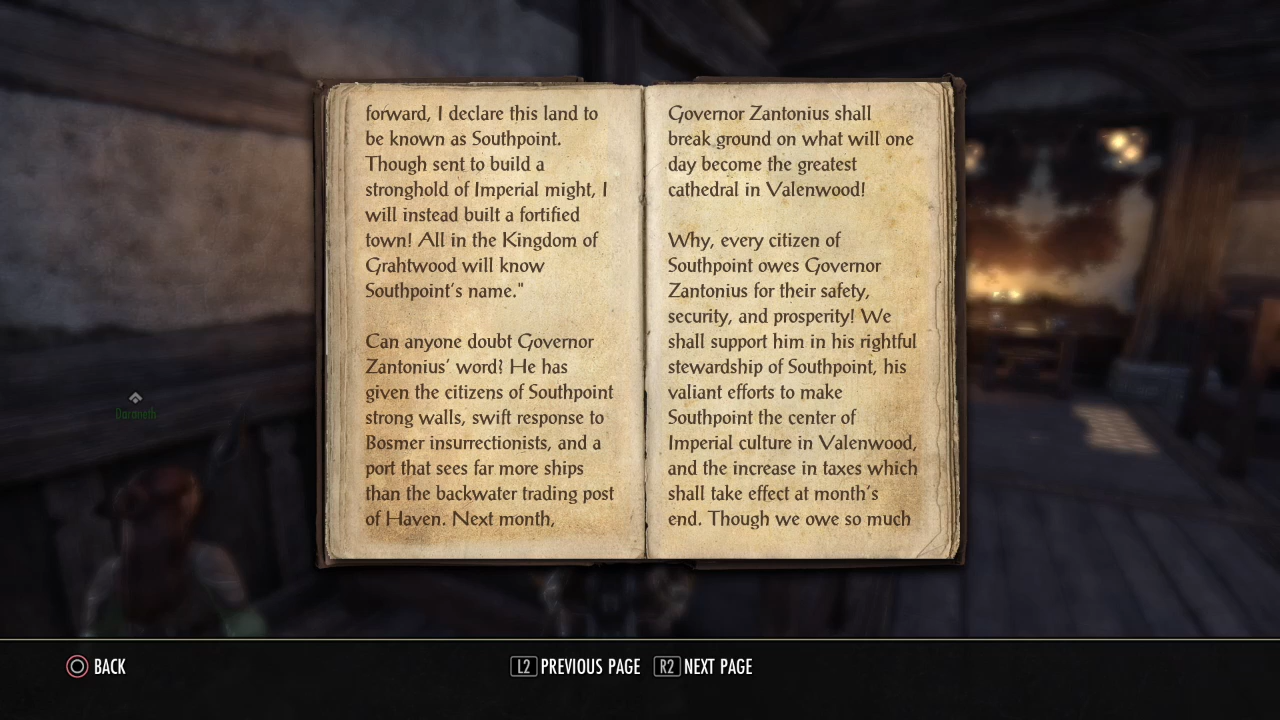 forward, I declare this land to
be known as Southpoint.
Though sent to build a
stronghold of Imperial might, I
will instead built a fortified
town! All in the Kingdom of
Grahtwood will know
Southpoint's name."
Can anyone doubt Governor
Zantonius' word? He has
given the citizens of Southpoint
strong walls, swift response to
Bosmer insurrectionists, and a
port that sees far more ships
than the backwater trading post
of Haven. Next month,
Governor Zantonius shall
break ground on what will one
day become the greatest
cathedral in Valenwood!
Why, every citizen of
Southpoint owes Governor
Zantonius for their safety,
security, and prosperity! We
shall support him in his rightful
stewardship of Southpoint, his
valiant efforts to make
Southpoint the center of
Imperial culture in Valenwood,
and the increase in taxes which
shall take effect at month's
end. Though we owe so much
Daraneth
BACK
L2 PREVIOUS PAGE R2 NEXT PAGE